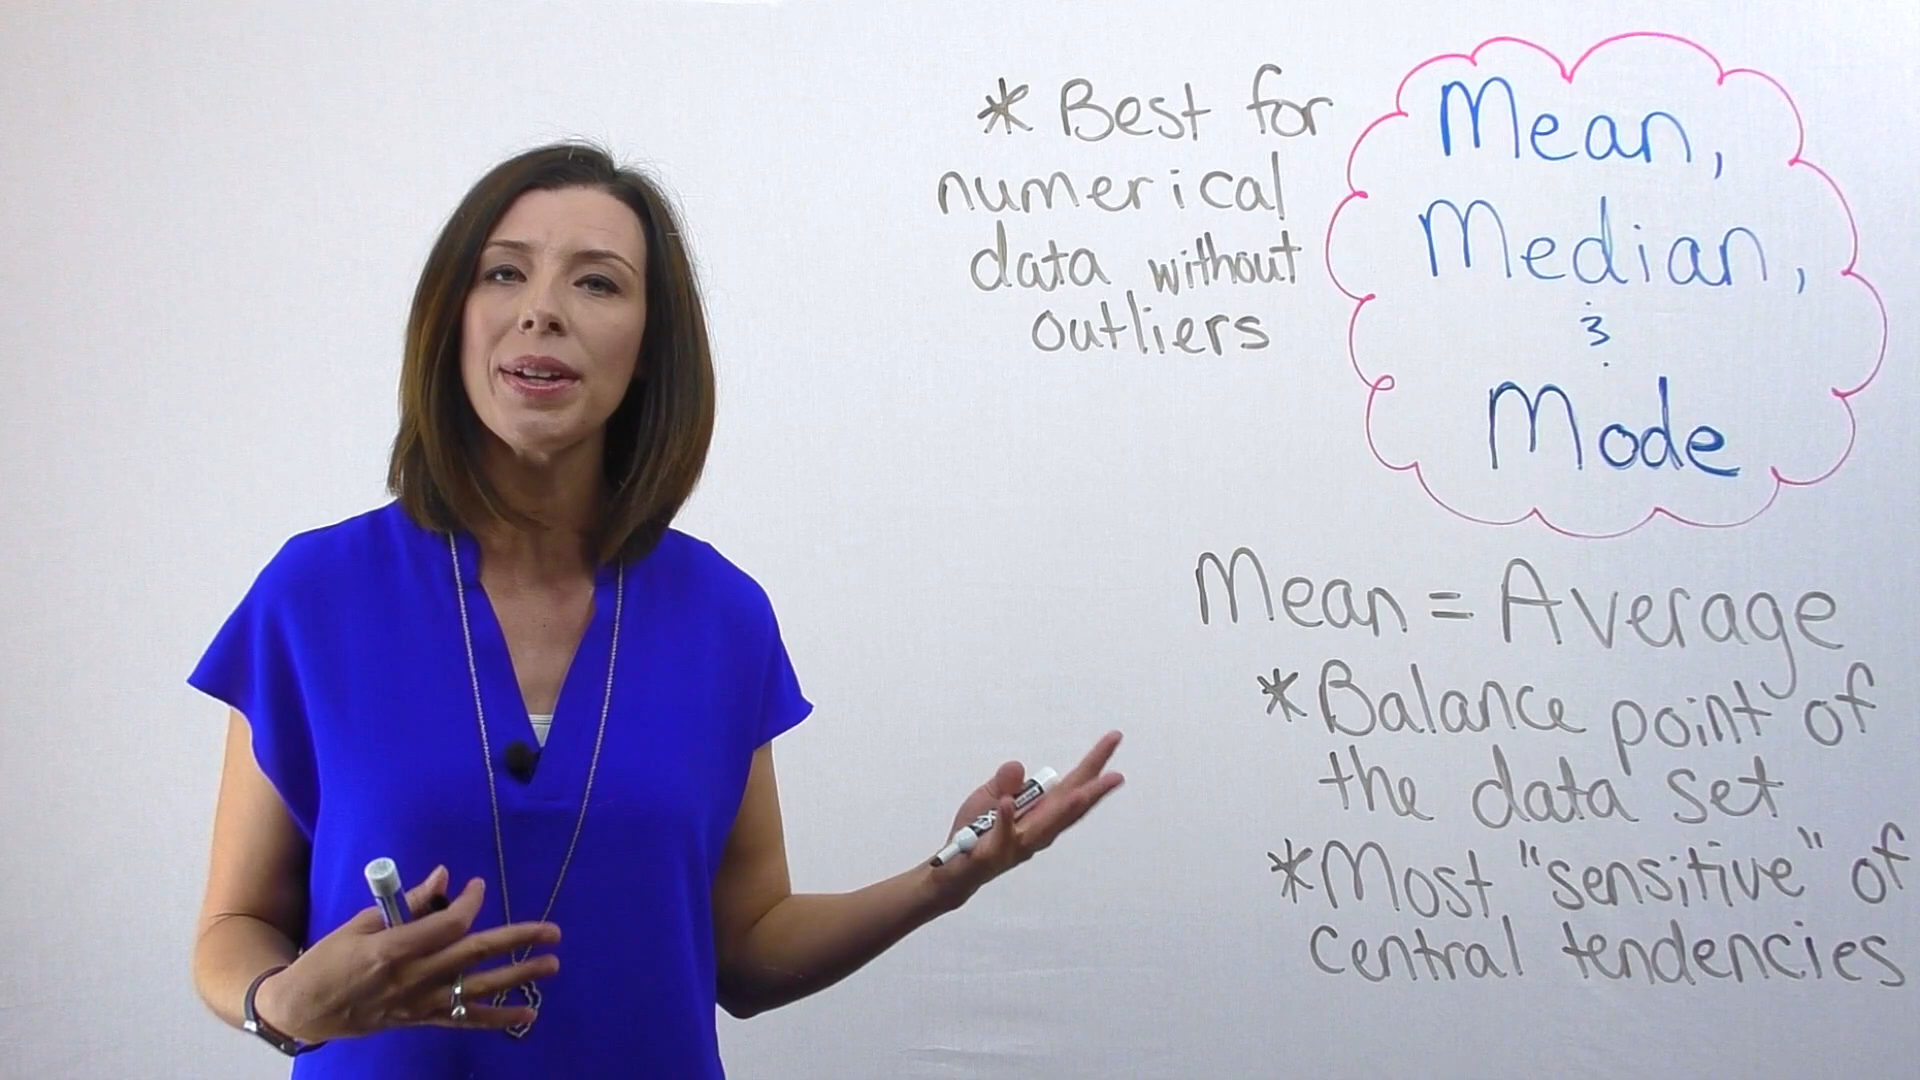 Mean,
Median,
&
Mode
* Best for
numerical
data without
outliers
Mean = Average
* Balance point of
the data set
* Most "sensitive" of
central tendencies